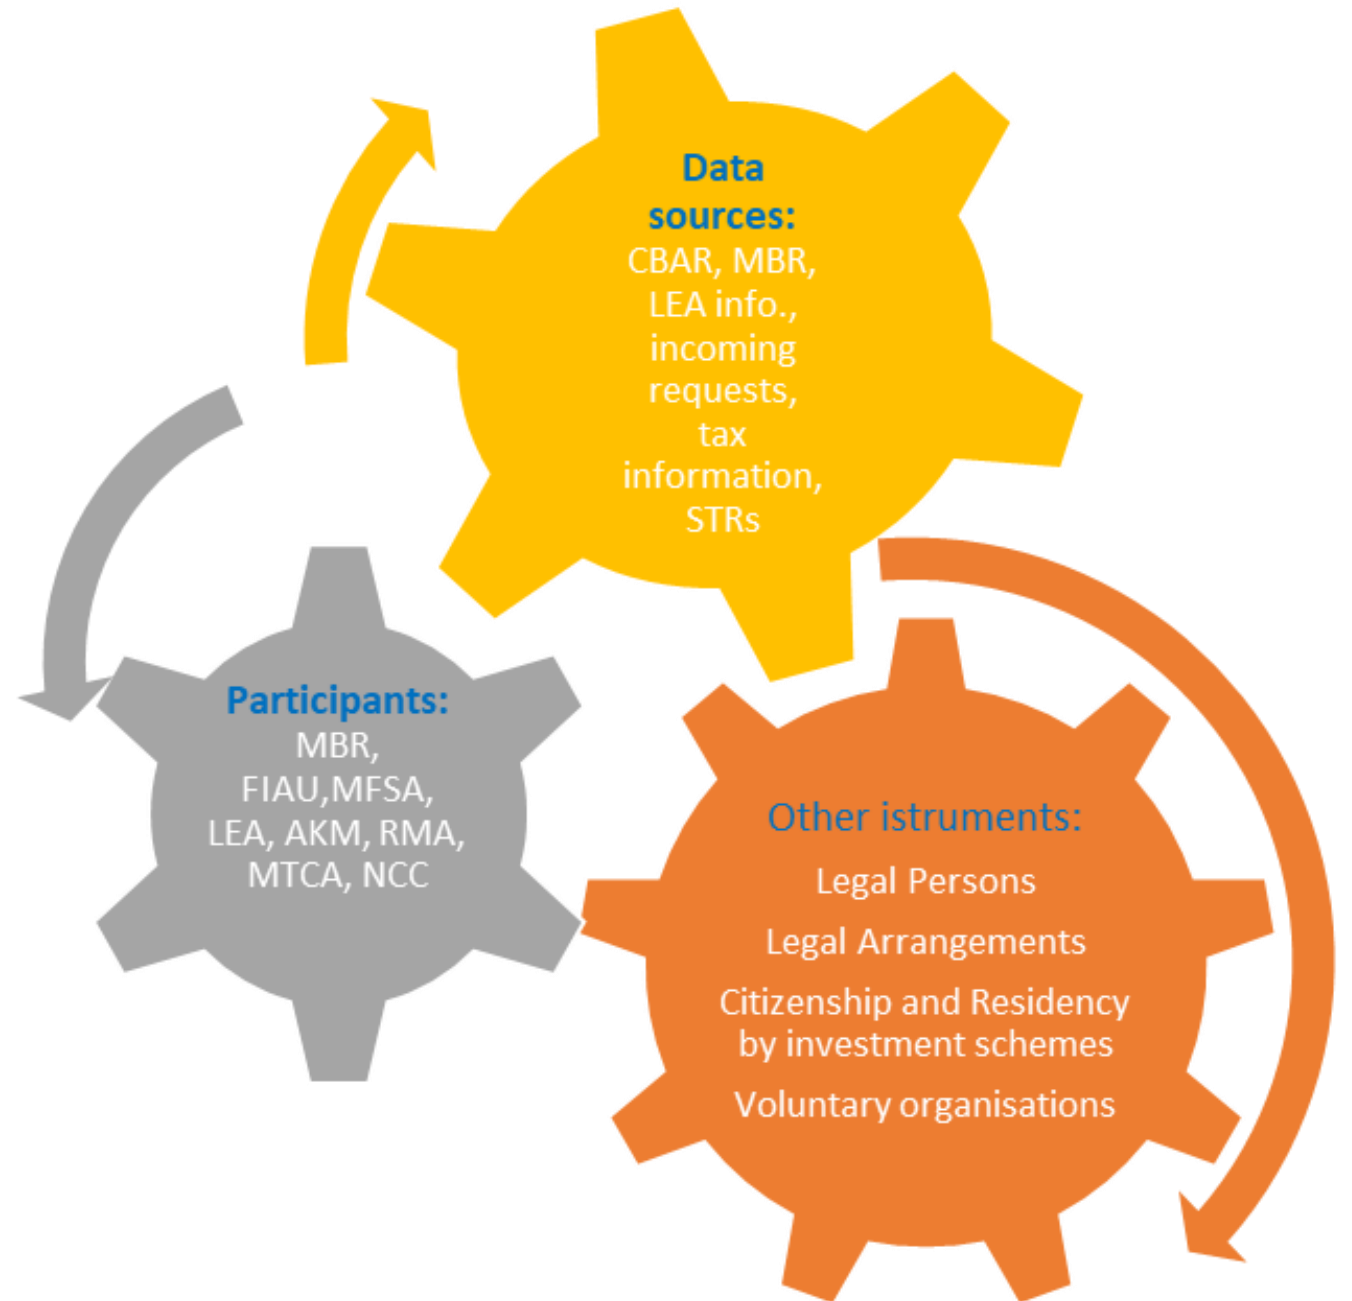 Data
sources:
CBAR, MBR,
LEA info.,
incoming
requests,
tax
information,
STRs
Participants:
MBR,
FIAU,MFSA,
LEA, AKM, RMA,
MTCA, NCC
Other istruments:
Legal Persons
Legal Arrangements
Citizenship and Residency
by investment schemes
Voluntary organisations